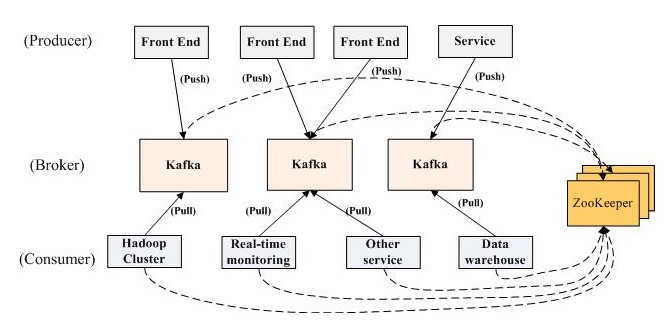 (Producer)
Front End
Front End
Front End
Service
(Push)
(Push)
(Push)
(Push)
(Broker)
Kafka
Kafka
Kafka
ZooKeeper
(Pull)
(Pull)
(Pull)
(Pull)
(Consumer)
Hadoop
Cluster
Real-time
monitoring
Other
service
Data
warehouse